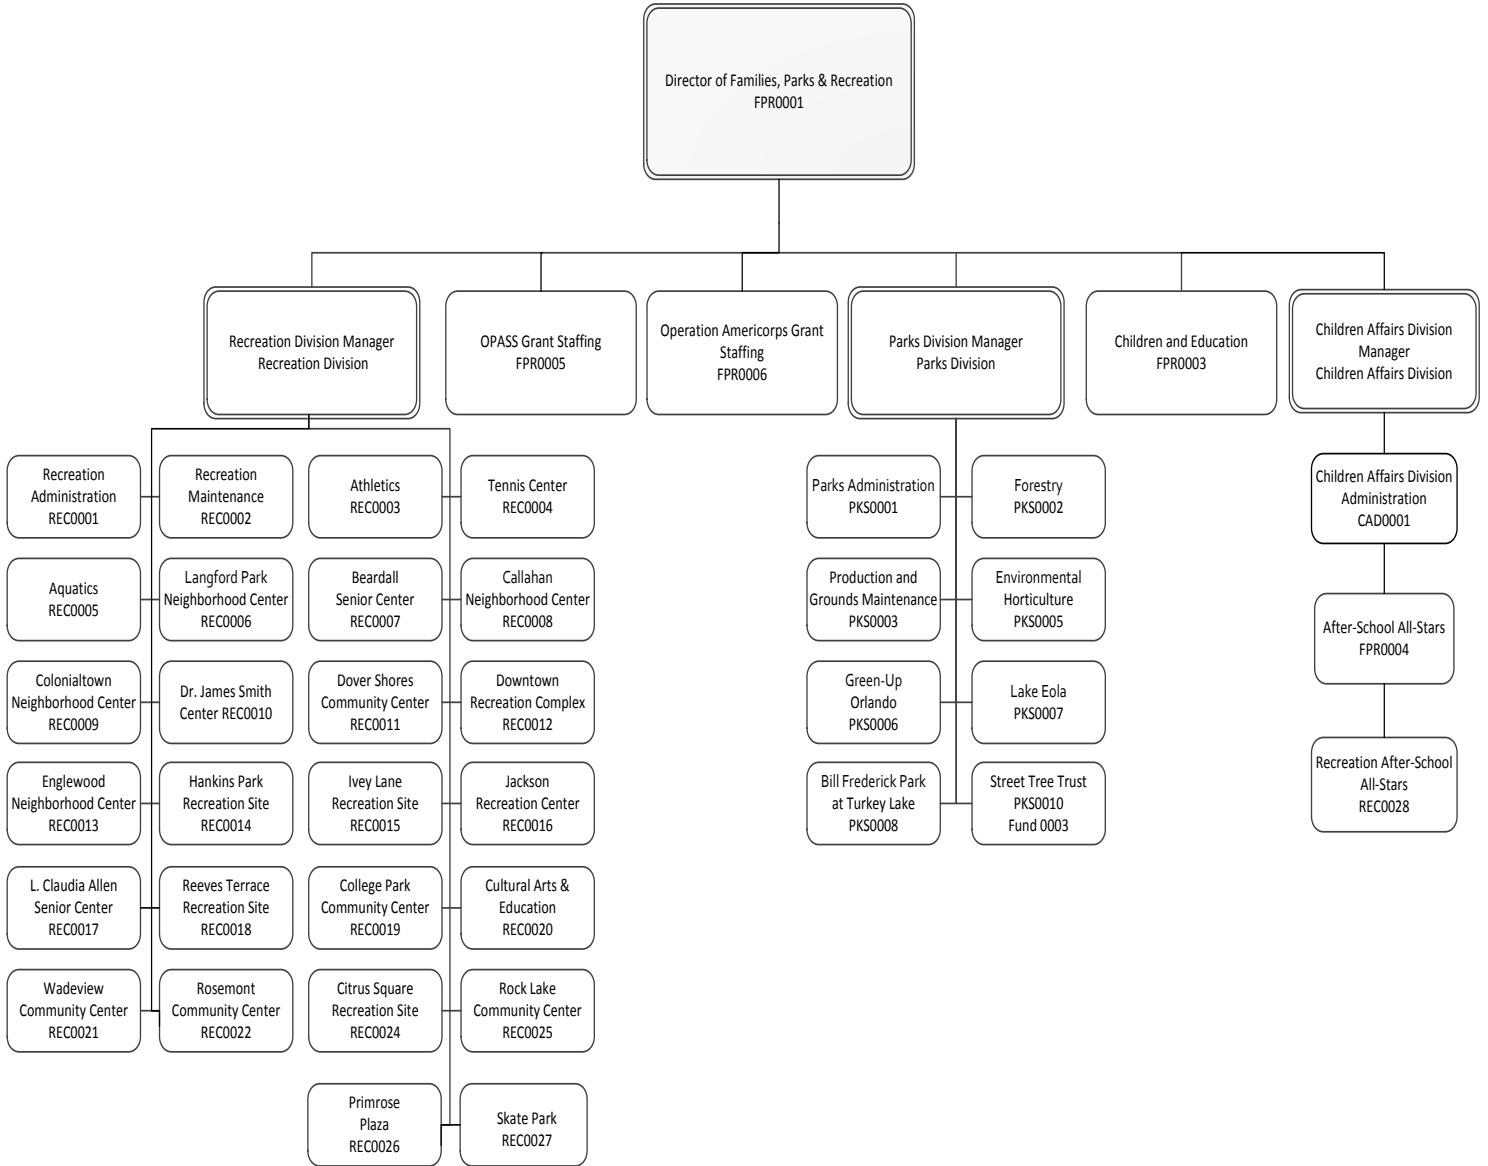 Director of Families, Parks & Recreation
FPR0001
Recreation Division Manager
Recreation Division
OPASS Grant Staffing
FPR0005
Operation Americorps Grant
Staffing
FPR0006
Parks Division Manager
Parks Division
Children and Education
FPR0003
Children Affairs Division
Manager
Children Affairs Division
Recreation
Administration
REC0001
Recreation
Maintenance
REC0002
Athletics
REC0003
Tennis Center
REC0004
Parks Administration
PKS0001
Forestry
PKS0002
Children Affairs Division
Administration
CAD0001
Aquatics
REC0005
Langford Park
Neighborhood Center
REC0006
Beardall
Senior Center
REC0007
Callahan
Neighborhood Center
REC0008
Production and
Grounds Maintenance
PKS0003
Environmental
Horticulture
PKS0005
After-School All-Stars
FPR0004
Colonialtown
Neighborhood Center
REC0009
Dr. James Smith
Center REC0010
Dover Shores
Community Center
REC0011
Downtown
Recreation Complex
REC0012
Green-Up
Orlando
PKS0006
Lake Eola
PKS0007
Recreation After-School
All-Stars
REC0028
Englewood
Neighborhood Center
REC0013
Hankins Park
Recreation Site
REC0014
Ivey Lane
Recreation Site
REC0015
Jackson
Recreation Center
REC0016
Bill Frederick Park
at Turkey Lake
PKS0008
Street Tree Trust
PKS0010
Fund 0003
L. Claudia Allen
Senior Center
REC0017
Reeves Terrace
Recreation Site
REC0018
College Park
Community Center
REC0019
Cultural Arts &
Education
REC0020
Wadeview
Community Center
REC0021
Rosemont
Community Center
REC0022
Citrus Square
Recreation Site
REC0024
Rock Lake
Community Center
REC0025
Primrose
Plaza
REC0026
Skate Park
REC0027